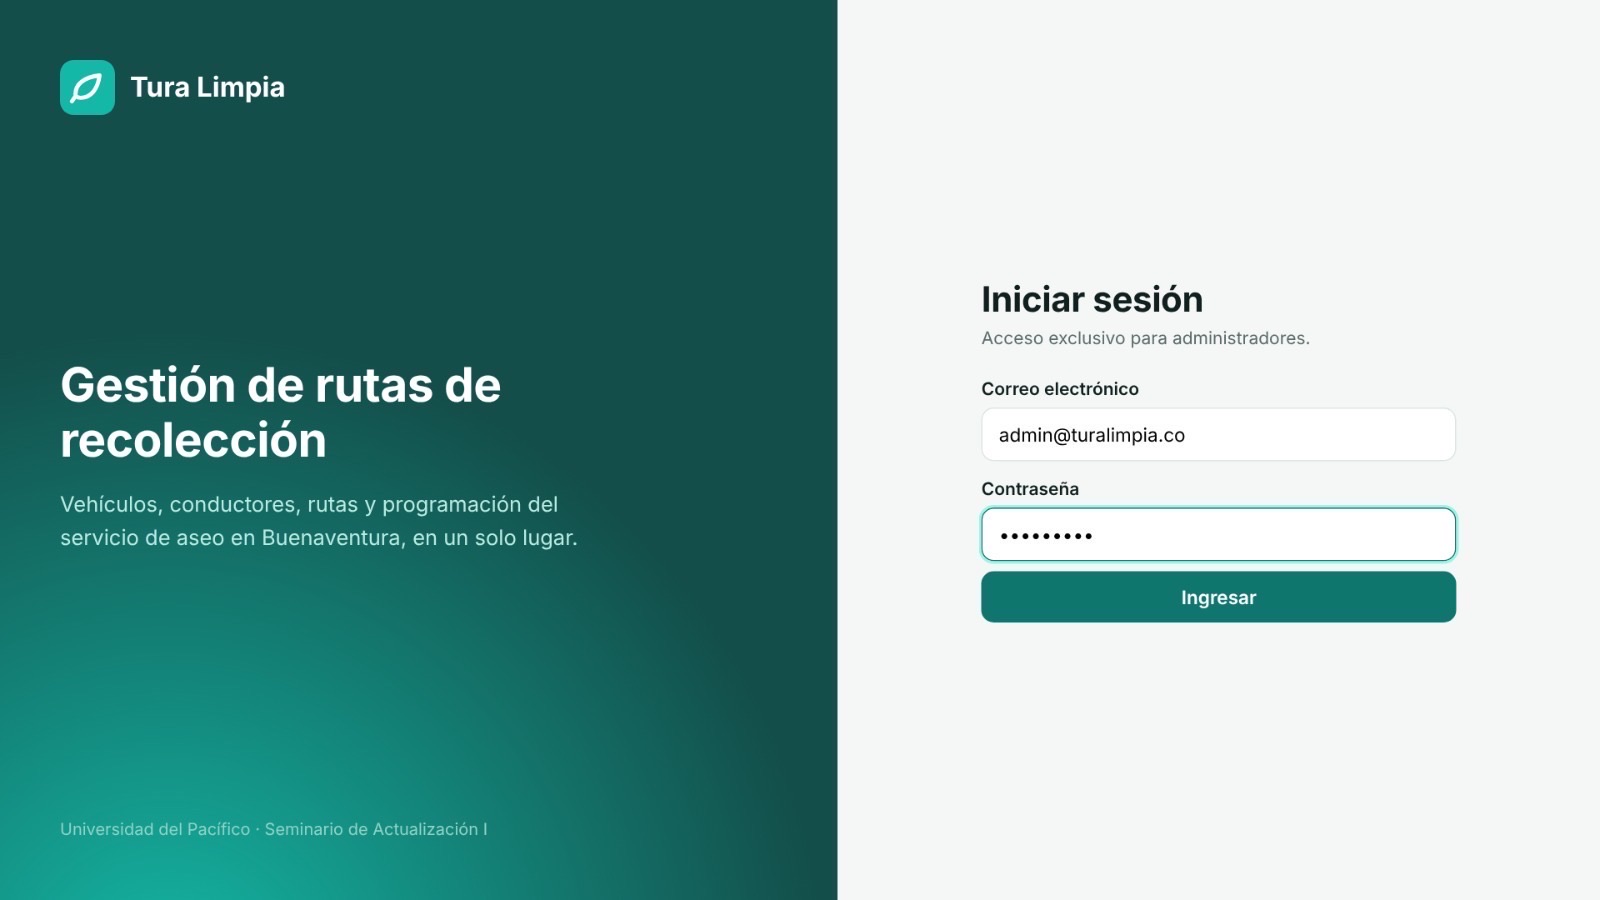 Tura Limpia
Gestión de rutas de
recolección
Vehículos, conductores, rutas y programación del
servicio de aseo en Buenaventura, en un solo lugar.
Universidad del Pacífico · Seminario de Actualización I
Iniciar sesión
Acceso exclusivo para administradores.
Correo electrónico
admin@turalimpia.co
Contraseña
•••••••••
Ingresar